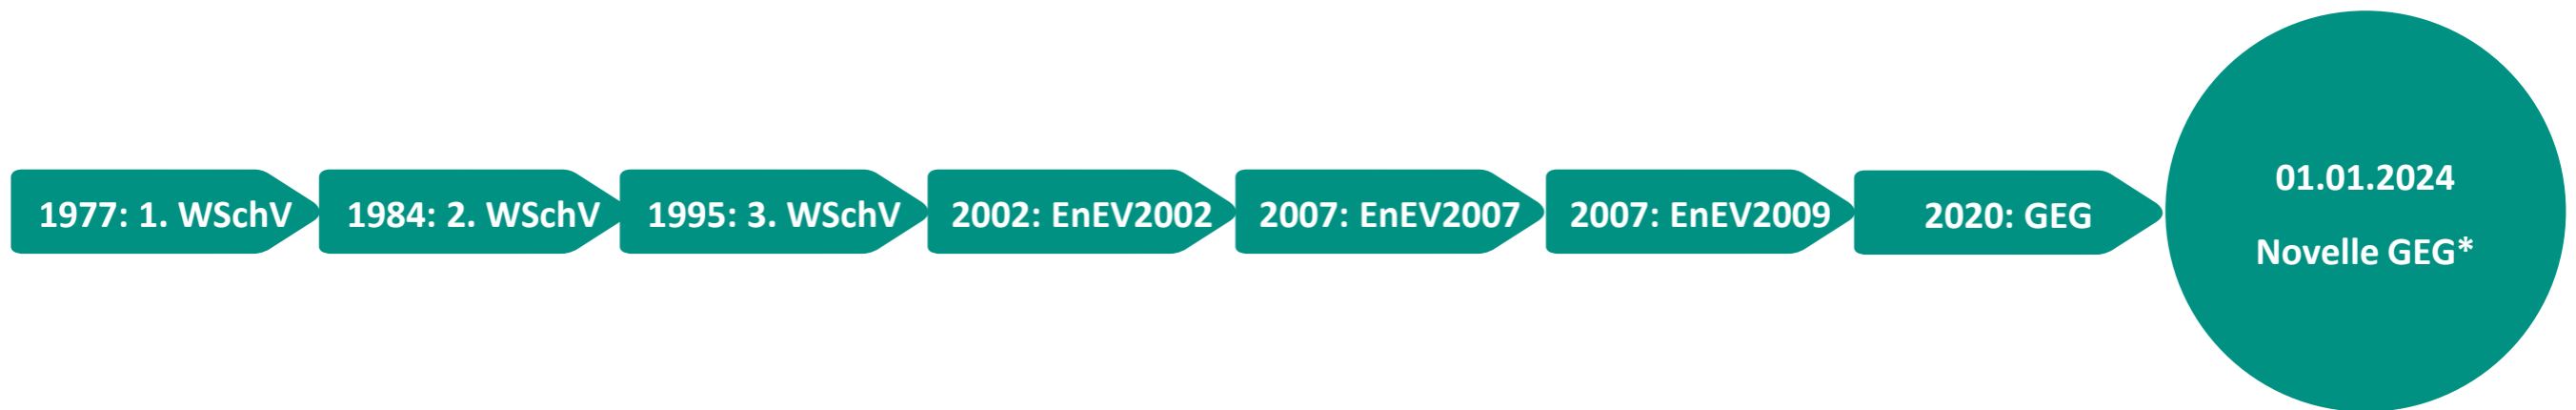 1977: 1. WSchV
1984: 2. WSchV
1995: 3. WSchV
2002: EnEV2002
2007: EnEV2007
2007: EnEV2009
2020: GEG
01.01.2024
Novelle GEG*